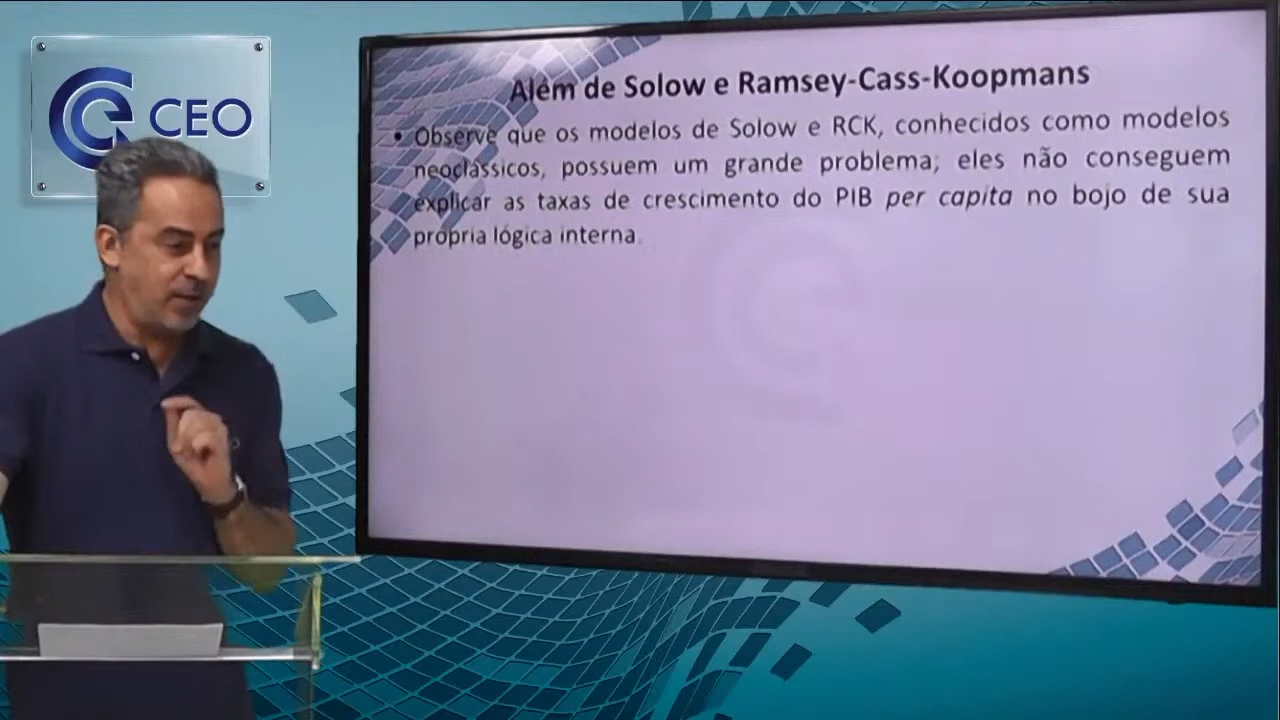 CEO
Além de Solow e Ramsey-Cass-Koopmans
• Observe que os modelos de Solow e RCK, conhecidos como modelos
neoclássicos, possuem um grande problema; eles não conseguem
explicar as taxas de crescimento do PIB per capita no bojo de sua
propria lógica interna.